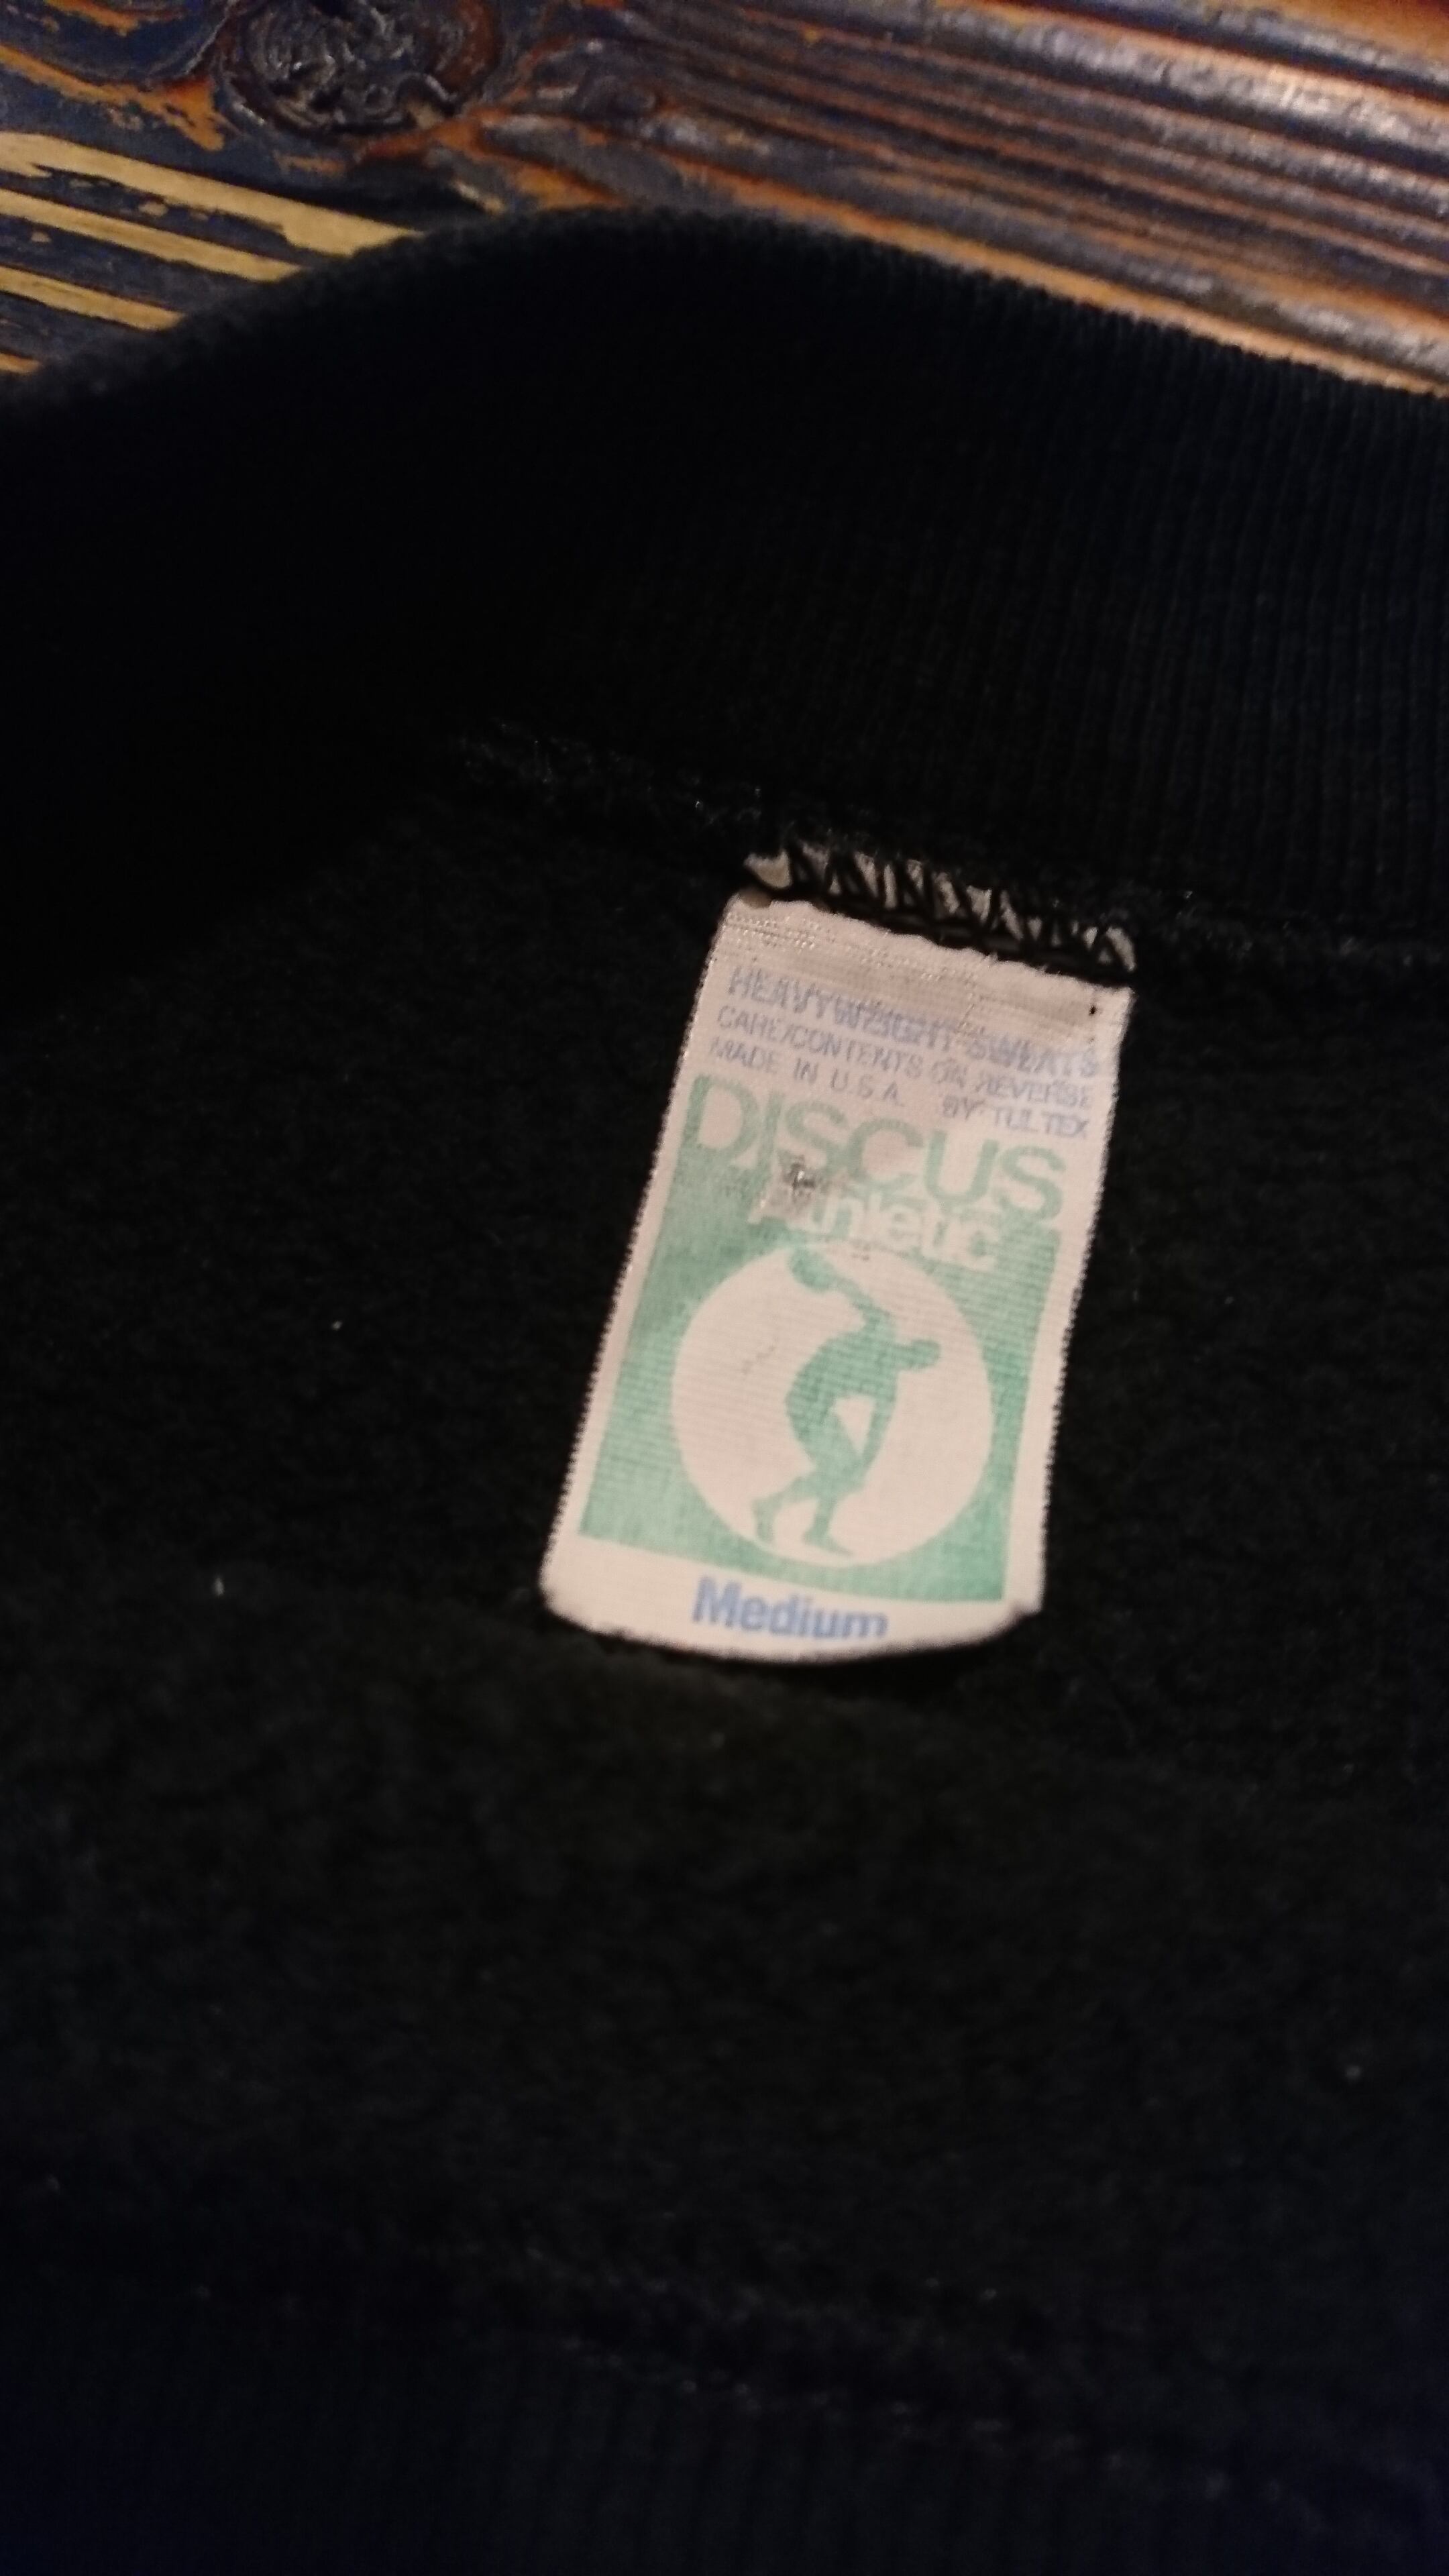 HEAVYWEIGHT SWEATS
CARE/CONTENTS ON REVERSE
MADE IN U.S.A. BY TULTEX
DISCUS
Athletic
Medium